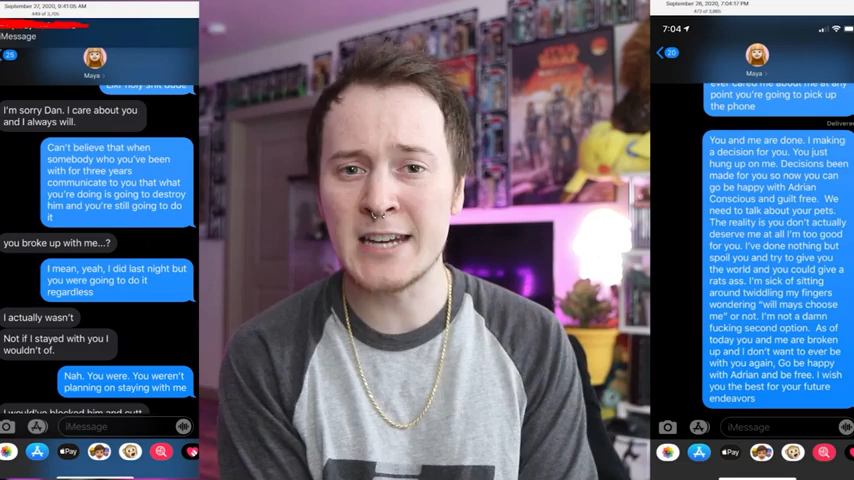 September 27, 2020, 9:41:05 AM
iMessage
25
Maya
I'm sorry Dan. I care about you
and I always will.
Can't believe that when
somebody who you've been
with for three years
communicate to you that what
you're doing is going to destroy
him and you're still going to do
it
you broke up with me...?
I mean, yeah, I did last night but
you were going to do it
regardless
I actually wasn't
Not if I stayed with you I
wouldn't of.
Nah. You were. You weren't
planning on staying with me
I would've blocked him and cutt
iMessage
Pay
September 26, 2020, 7:04:17 PM
7:04
20
Maya
ever cared me about me at any
point you're going to pick up
the phone
Delivered
You and me are done. I making
a decision for you. You just
hung up on me. Decisions been
made for you so now you can
go be happy with Adrian
Conscious and guilt free. We
need to talk about your pets.
The reality is you don't actually
deserve me at all I'm too good
for you. I've done nothing but
spoil you and try to give you
the world and you could give a
rats ass. I'm sick of sitting
around twiddling my fingers
wondering "will mays choose
me" or not. I'm not a damn
fucking second option. As of
today you and me are broken
up and I don't want to ever be
with you again, Go be happy
with Adrian and be free. I wish
you the best for your future
endeavors
iMessage
Pay
STAR WARS